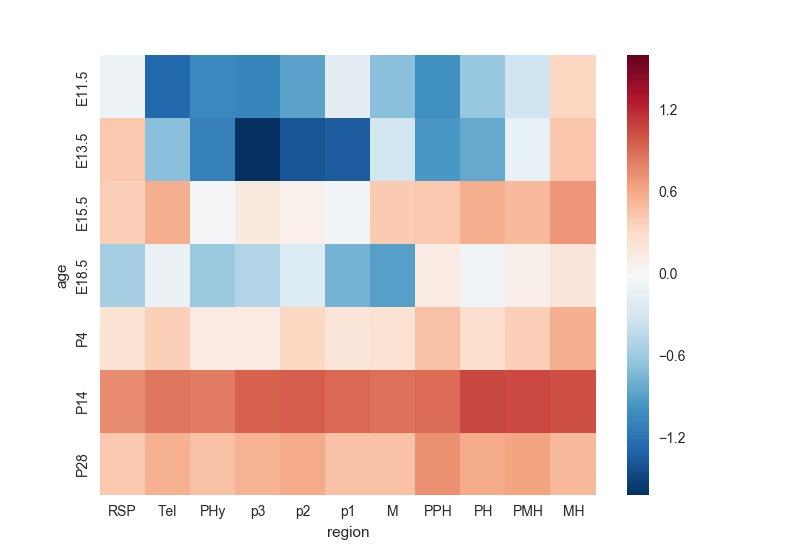 E11.5
E13.5
E15.5
E18.5
P4
P14
P28
age
RSP Tel PHy p3 p2 p1 M PPH PH PMH MH
region
1.2
0.6
0.0
−0.6
−1.2